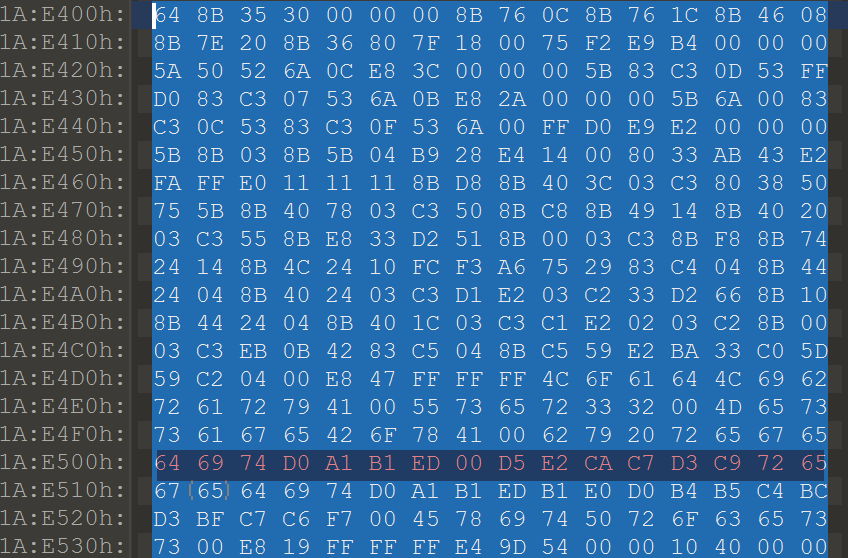 1A:E400h: 64 8B 35 30 00 00 00 8B 76 0C 8B 76 1C 8B 46 08
1A:E410h: 8B 7E 20 8B 36 80 7F 18 00 75 F2 E9 B4 00 00 00
1A:E420h: 5A 50 52 6A 0C E8 3C 00 00 00 5B 83 C3 0D 53 FF
1A:E430h: D0 83 C3 07 53 6A 0B E8 2A 00 00 00 5B 6A 00 83
1A:E440h: C3 0C 53 83 C3 0F 53 6A 00 FF D0 E9 E2 00 00 00
1A:E450h: 5B 8B 03 8B 5B 04 B9 28 E4 14 00 80 33 AB 43 E2
1A:E460h: FA FF E0 11 11 11 8B D8 8B 40 3C 03 C3 80 38 50
1A:E470h: 75 5B 8B 40 78 03 C3 50 8B C8 8B 49 14 8B 40 20
1A:E480h: 03 C3 55 8B E8 33 D2 51 8B 00 03 C3 8B F8 8B 74
1A:E490h: 24 14 8B 4C 24 10 FC F3 A6 75 29 83 C4 04 8B 44
1A:E4A0h: 24 04 8B 40 24 03 C3 D1 E2 03 C2 33 D2 66 8B 10
1A:E4B0h: 8B 44 24 04 8B 40 1C 03 C3 C1 E2 02 03 C2 8B 00
1A:E4C0h: 03 C3 EB 0B 42 83 C5 04 8B C5 59 E2 BA 33 C0 5D
1A:E4D0h: 59 C2 04 00 E8 47 FF FF FF 4C 6F 61 64 4C 69 62
1A:E4E0h: 72 61 72 79 41 00 55 73 65 72 33 32 00 4D 65 73
1A:E4F0h: 73 61 67 65 42 6F 78 41 00 62 79 20 72 65 67 65
1A:E500h: 64 69 74 D0 A1 B1 ED 00 D5 E2 CA C7 D3 C9 72 65
1A:E510h: 67 65 64 69 74 D0 A1 B1 ED B1 E0 D0 B4 B5 C4 BC
1A:E520h: D3 BF C7 C6 F7 00 45 78 69 74 50 72 6F 63 65 73
1A:E530h: 73 00 E8 19 FF FF FF E4 9D 54 00 00 10 40 00 00